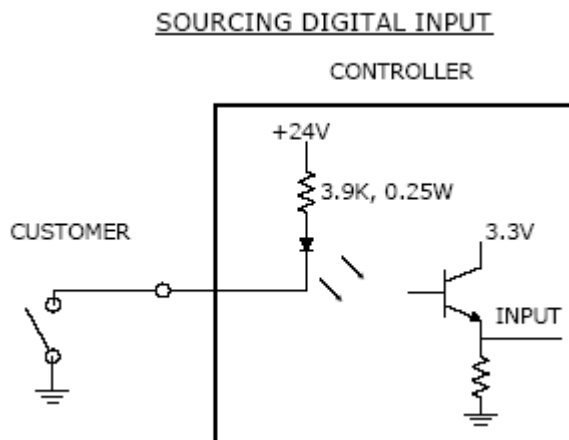 SOURCING DIGITAL INPUT
CONTROLLER
+24V
3.9K, 0.25W
CUSTOMER
3.3V
INPUT